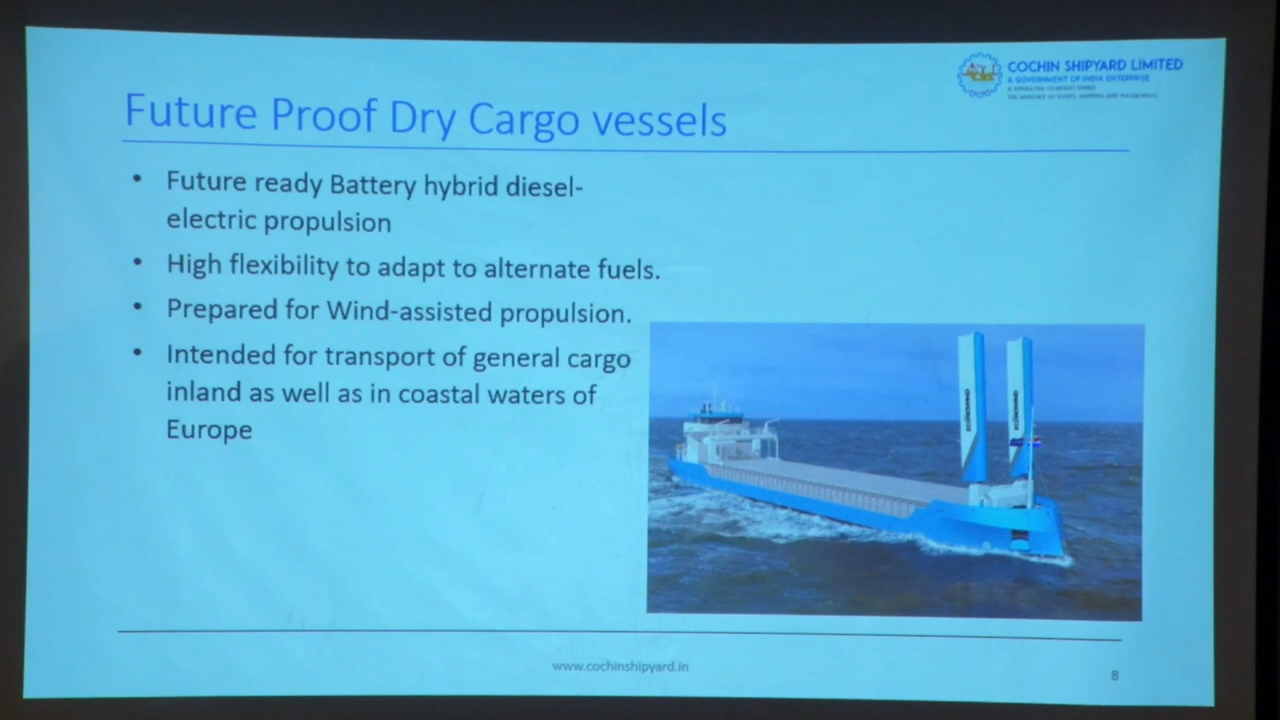 COCHIN SHIPYARD LIMITED
A GOVERNMENT OF INDIA ENTERPRISE
Future Proof Dry Cargo vessels
• Future ready Battery hybrid diesel-
electric propulsion
• High flexibility to adapt to alternate fuels.
• Prepared for Wind-assisted propulsion.
• Intended for transport of general cargo
inland as well as in coastal waters of
Europe
ECONOWIND
ECONOWIND
www.cochinshipyard.in
8